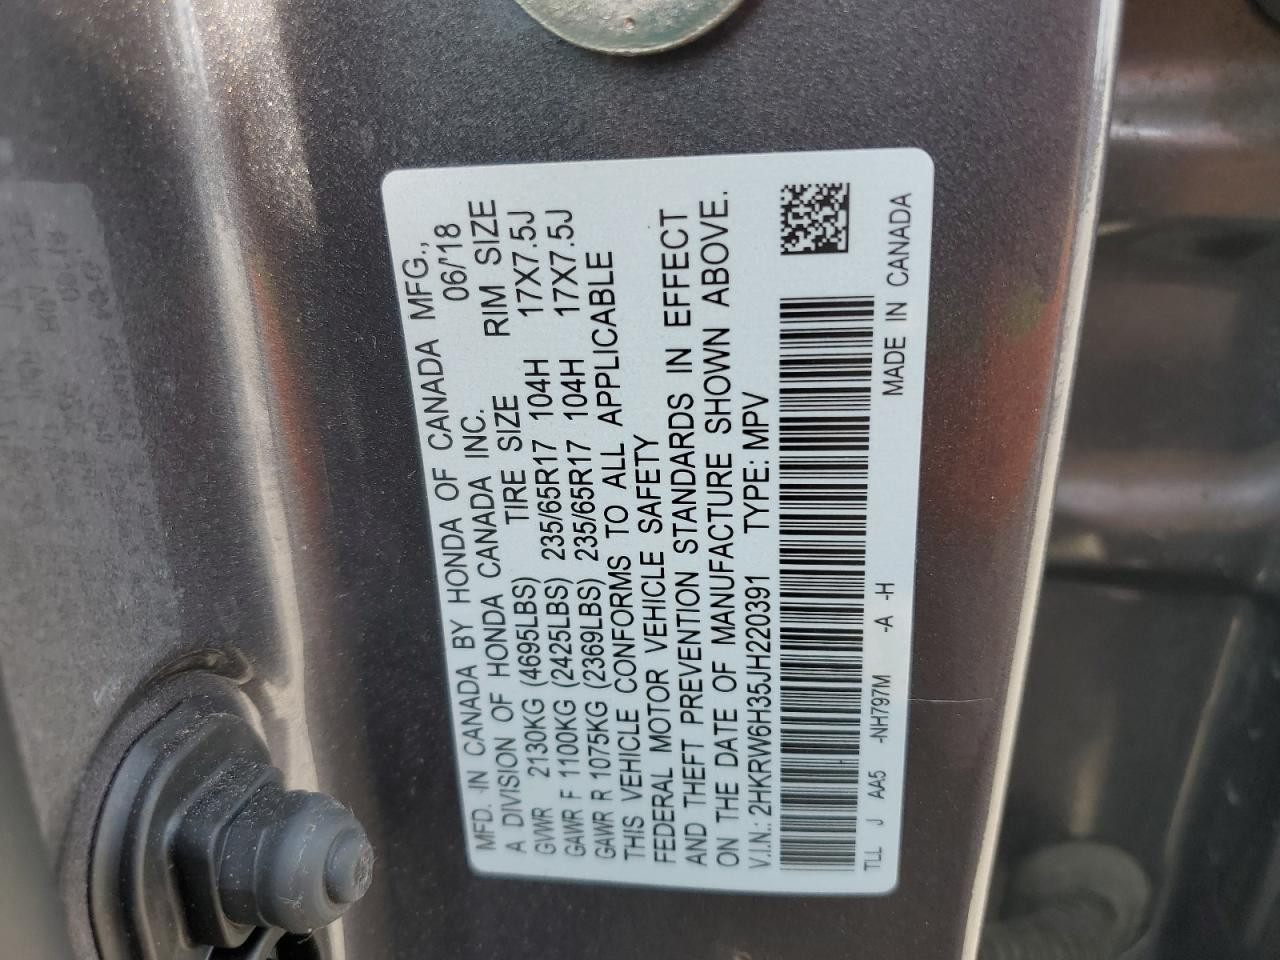 MFD. IN CANADA BY HONDA OF CANADA MFG.,
A DIVISION OF HONDA CANADA INC. 06/'18
TIRE SIZE RIM SIZE
GVWR 2130KG (4695LBS)
GAWR F 1100KG (2425LBS) 235/65R17 104H 17X7.5J
GAWR R 1075KG (2369LBS) 235/65R17 104H 17X7.5J
THIS VEHICLE CONFORMS TO ALL APPLICABLE
FEDERAL MOTOR VEHICLE SAFETY
AND THEFT PREVENTION STANDARDS IN EFFECT
ON THE DATE OF MANUFACTURE SHOWN ABOVE.
V.I.N.: 2HKRW6H35JH220391 TYPE: MPV
TLL J AA5 -NH797M -A -H MADE IN CANADA